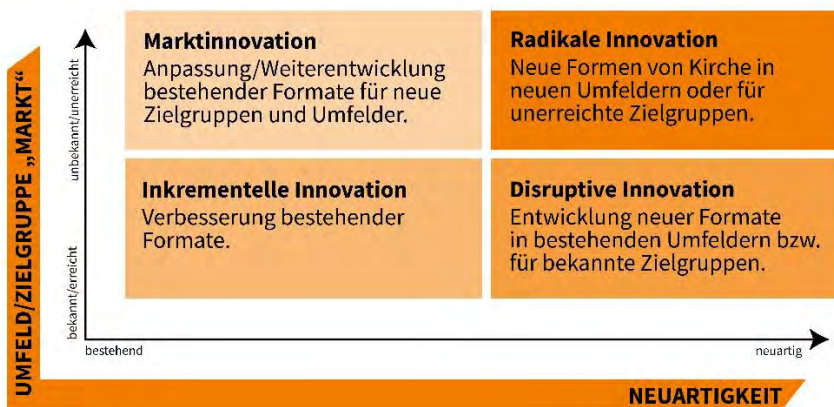 Marktinnovation
Anpassung/Weiterentwicklung
bestehender Formate für neue
Zielgruppen und Umfelder.
Radikale Innovation
Neue Formen von Kirche in
neuen Umfeldern oder für
unerreichte Zielgruppen.
Inkrementelle Innovation
Verbesserung bestehender
Formate.
Disruptive Innovation
Entwicklung neuer Formate
in bestehenden Umfeldern bzw.
für bekannte Zielgruppen.
UMFELD/ZIELGRUPPE „MARKT“
unbekannt/unerreicht
bekannt/erreicht
bestehend
neuartig
NEUARTIGKEIT